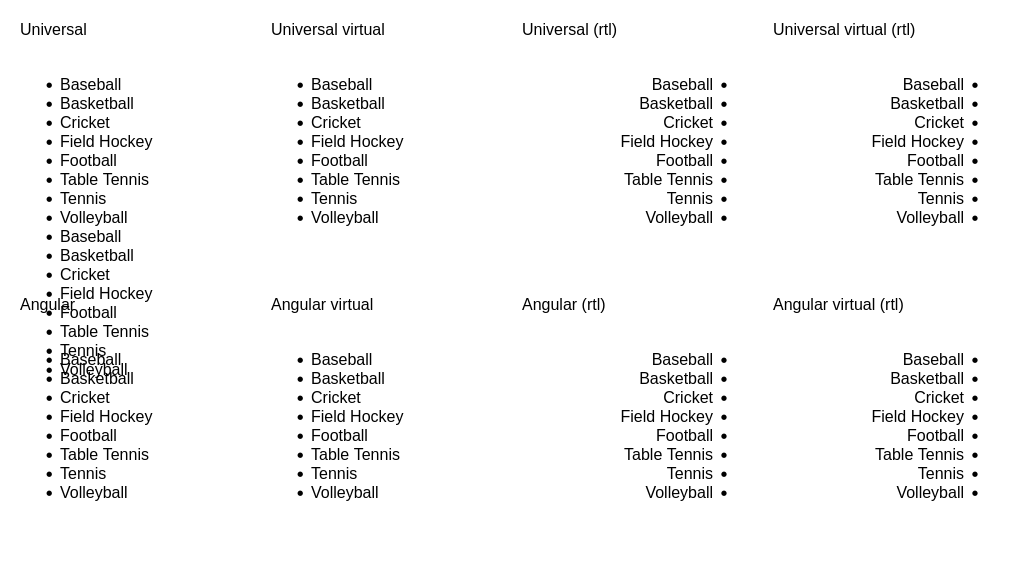 Universal
Baseball
Basketball
Cricket
Field Hockey
Football
Table Tennis
Tennis
Volleyball
Baseball
Basketball
Cricket
Field Hockey
Football
Table Tennis
Tennis
Volleyball
Universal virtual
Baseball
Basketball
Cricket
Field Hockey
Football
Table Tennis
Tennis
Volleyball
Universal (rtl)
Baseball
Basketball
Cricket
Field Hockey
Football
Table Tennis
Tennis
Volleyball
Universal virtual (rtl)
Baseball
Basketball
Cricket
Field Hockey
Football
Table Tennis
Tennis
Volleyball
Angular
Baseball
Basketball
Cricket
Field Hockey
Football
Table Tennis
Tennis
Volleyball
Angular virtual
Baseball
Basketball
Cricket
Field Hockey
Football
Table Tennis
Tennis
Volleyball
Angular (rtl)
Baseball
Basketball
Cricket
Field Hockey
Football
Table Tennis
Tennis
Volleyball
Angular virtual (rtl)
Baseball
Basketball
Cricket
Field Hockey
Football
Table Tennis
Tennis
Volleyball